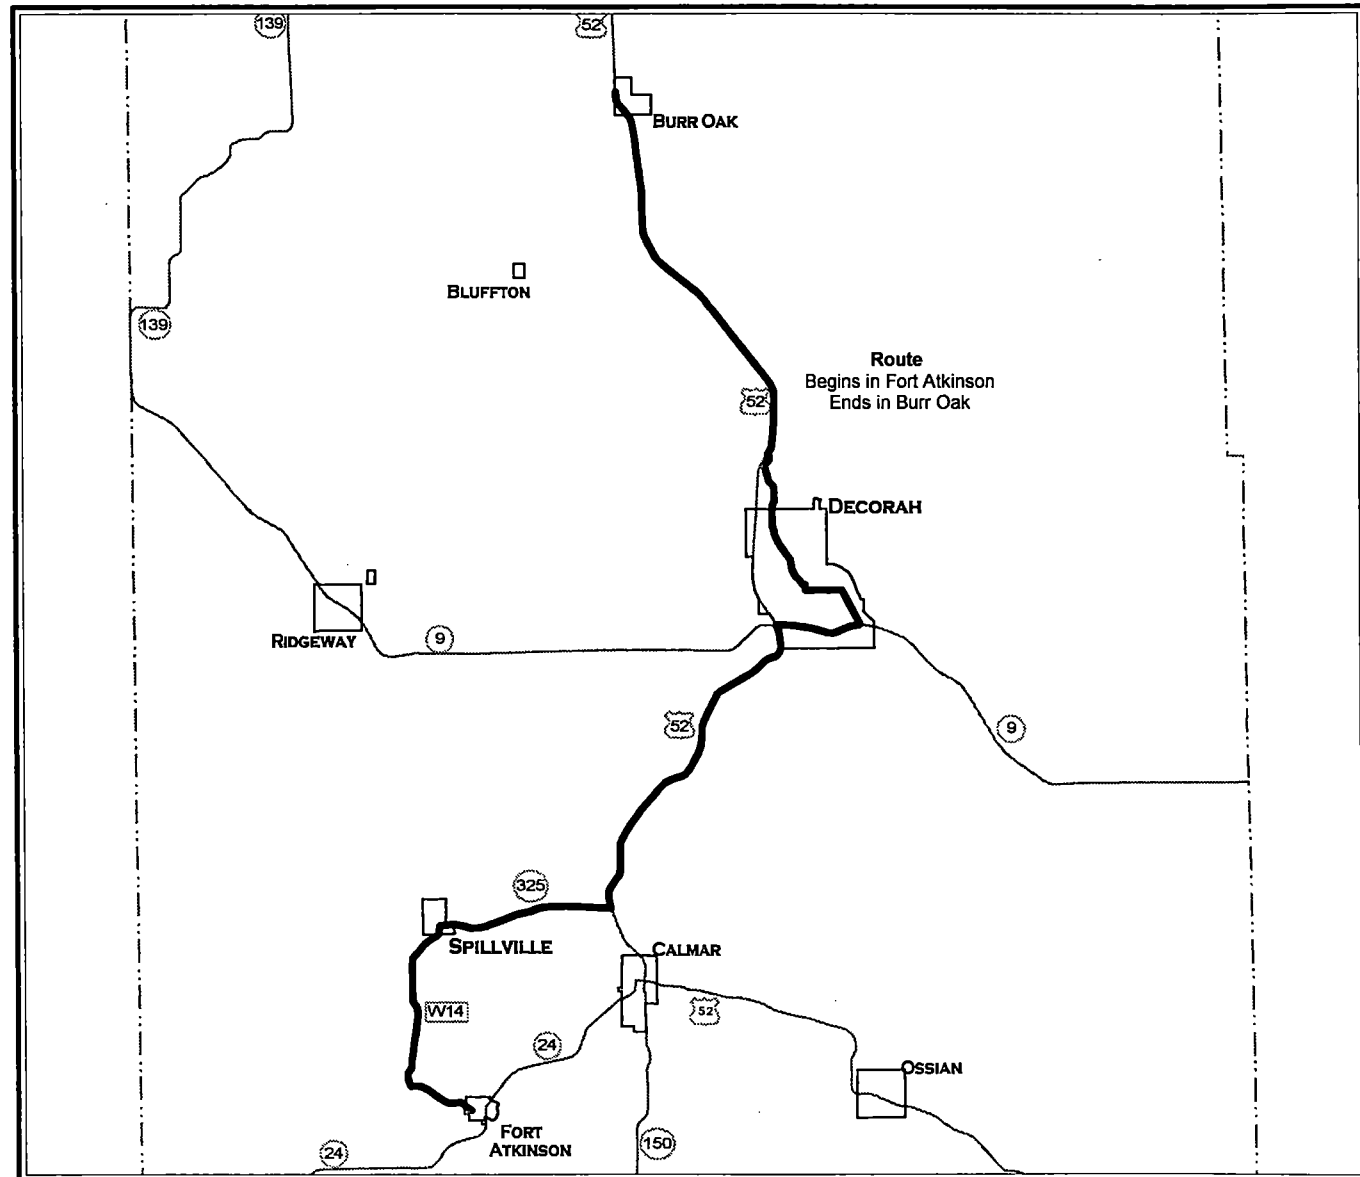 139
52
BURR OAK
BLUFFTON
139
Route
Begins in Fort Atkinson
Ends in Burr Oak
52
DECORAH
RIDGEWAY
9
52
9
325
SPILLVILLE
CALMAR
W14
52
24
OSSIAN
FORT
ATKINSON
24
150